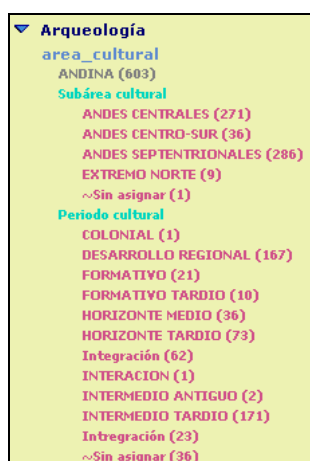 Arqueología
area_cultural
ANDINA (603)
Subárea cultural
ANDES CENTRALES (271)
ANDES CENTRO-SUR (36)
ANDES SEPTENTRIONALES (286)
EXTREMO NORTE (9)
~Sin asignar (1)
Periodo cultural
COLONIAL (1)
DESARROLLO REGIONAL (167)
FORMATIVO (21)
FORMATIVO TARDIO (10)
HORIZONTE MEDIO (36)
HORIZONTE TARDIO (73)
Integración (62)
INTERACION (1)
INTERMEDIO ANTIGUO (2)
INTERMEDIO TARDIO (171)
Intregración (23)
~Sin asignar (36)